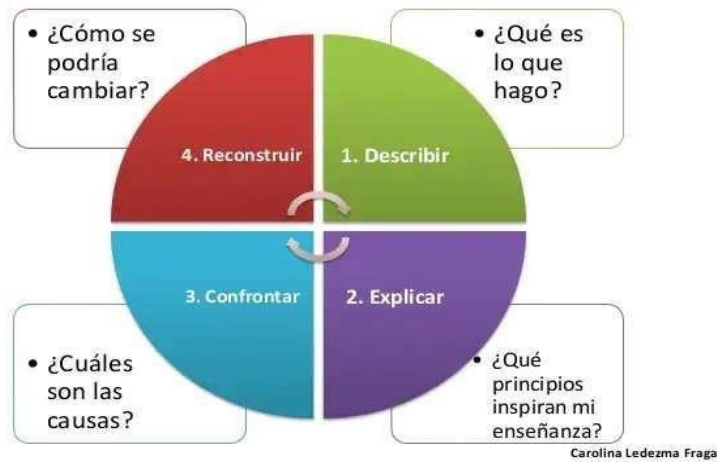 • ¿Cómo se
podría
cambiar?
• ¿Qué es
lo que
hago?
4. Reconstruir
1. Describir
3. Confrontar
2. Explicar
• ¿Cuáles
son las
causas?
• ¿Qué
principios
inspiran mi
enseñanza?
Carolina Ledezma Fraga